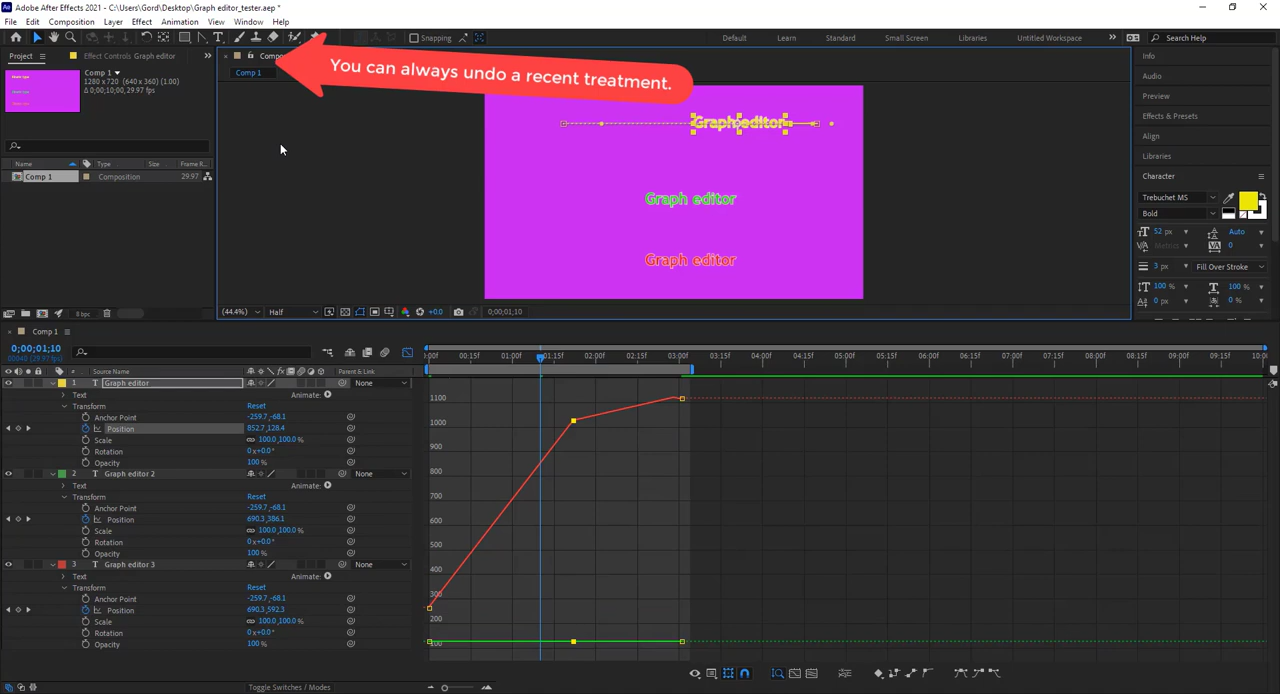 Adobe After Effects 2021 - C:\Users\Gord\Desktop\Graph editor_tester.aep *
File Edit Composition Layer Effect Animation View Window Help
Snapping Default Learn Standard Small Screen Libraries Untitled Workspace Search Help
Project Effect Controls Graph editor
You can always undo a recent treatment.
Comp 1
1280 x 720 (640 x 360) (1.00)
Δ 0;00;10;00, 29.97 fps
Comp 1
Name Type Size Frame R...
Comp 1 Composition 29.97
8 bpc
Graph editor
Graph editor
Graph editor
(44.4%) Half +0.0 0;00;01;10
Info
Audio
Preview
Effects & Presets
Align
Libraries
Character
Trebuchet MS
Bold
52 px Auto
Metrics 0
3 px Fill Over Stroke
100 % 100 %
0 px 0 %
Comp 1
0;00;01;10
00040 (29.97 fps)
# Source Name Parent & Link
1 T Graph editor None
Text Animate:
Transform Reset
Anchor Point -259.7,-68.1
Position 852.7,128.4
Scale 100.0,100.0 %
Rotation 0x+0.0°
Opacity 100 %
2 T Graph editor 2 None
Text Animate:
Transform Reset
Anchor Point -259.7,-68.1
Position 690.3,386.1
Scale 100.0,100.0 %
Rotation 0x+0.0°
Opacity 100 %
3 T Graph editor 3 None
Text Animate:
Transform Reset
Anchor Point -259.7,-68.1
Position 690.3,592.3
Scale 100.0,100.0 %
Rotation 0x+0.0°
Opacity 100 %
Toggle Switches / Modes
:00f 00:15f 01:00f 01:15f 02:00f 02:15f 03:00f 03:15f 04:00f 04:15f 05:00f 05:15f 06:00f 06:15f 07:00f 07:15f 08:00f 08:15f 09:00f 09:15f 10:0
1100
1000
900
800
700
600
500
400
300
200
100